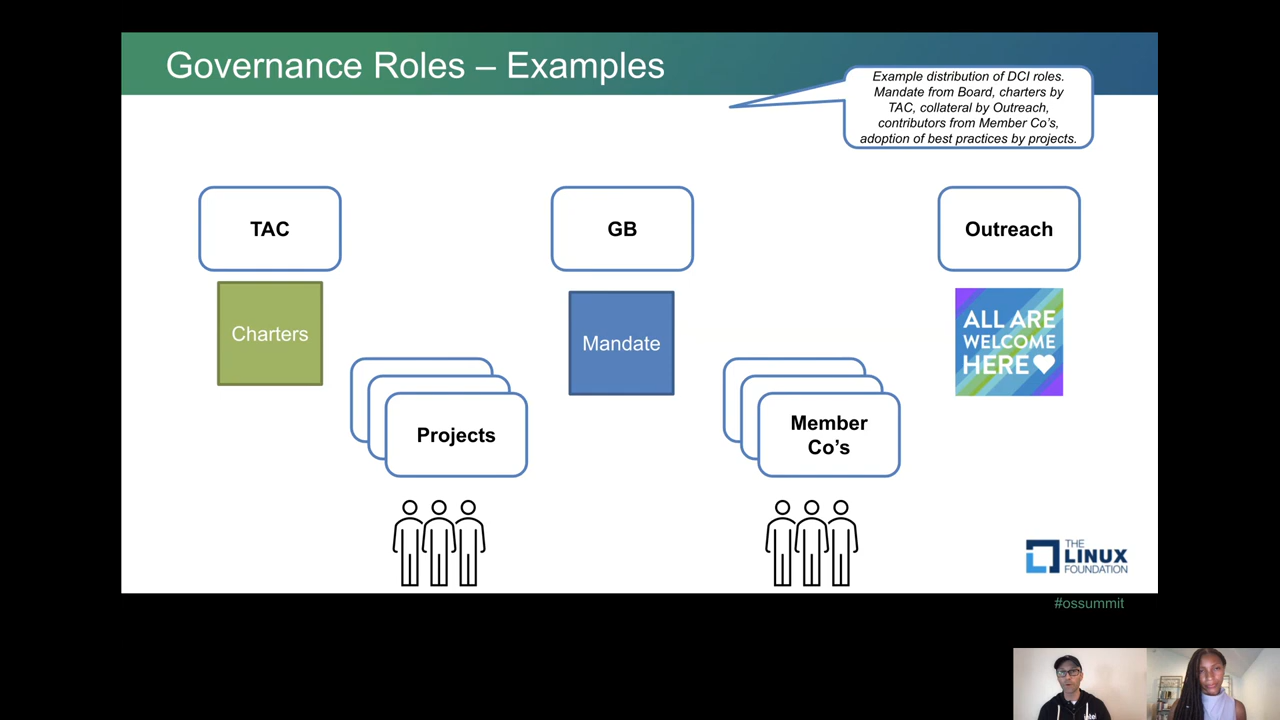 Governance Roles – Examples
Example distribution of DCI roles.
Mandate from Board, charters by
TAC, collateral by Outreach,
contributors from Member Co’s,
adoption of best practices by projects.
TAC
GB
Outreach
Charters
Mandate
ALL ARE
WELCOME
HERE
Projects
Member
Co’s
THE
LINUX
FOUNDATION
#ossummit
intel